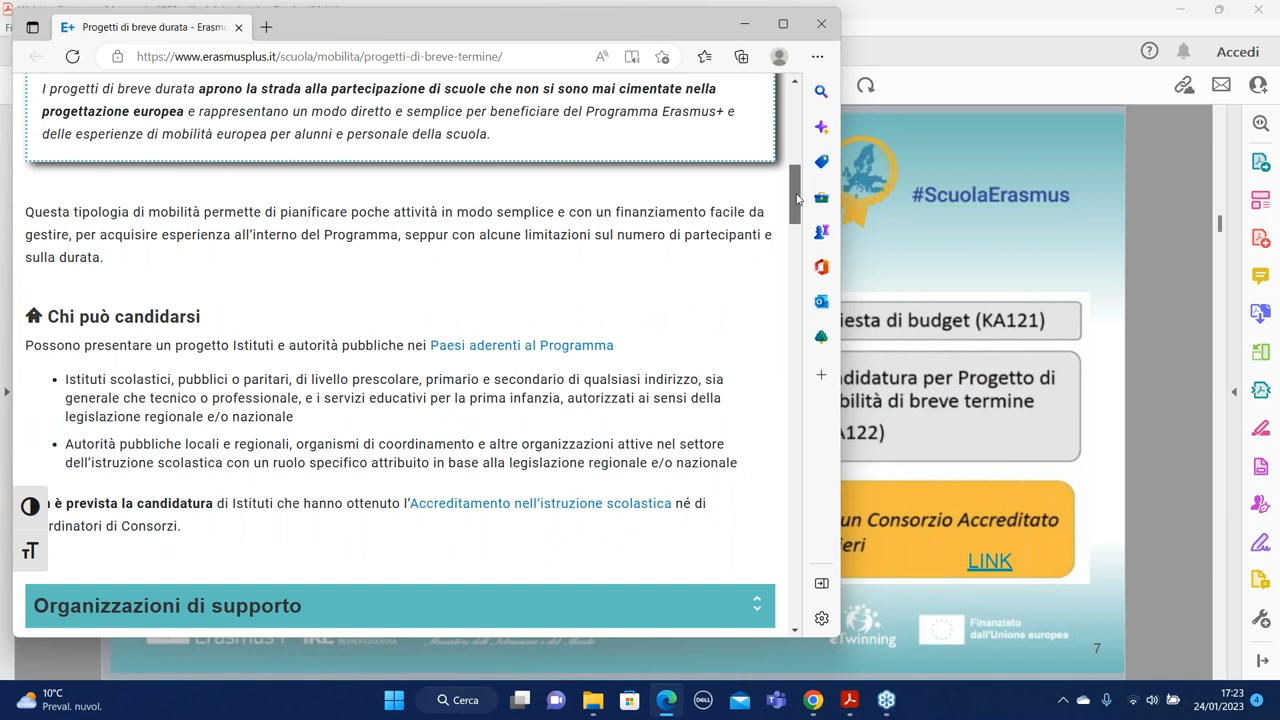 Progetti di breve durata - Erasm
https://www.erasmusplus.it/scuola/mobilita/progetti-di-breve-termine/
Accedi
I progetti di breve durata aprono la strada alla partecipazione di scuole che non si sono mai cimentate nella
progettazione europea e rappresentano un modo diretto e semplice per beneficiare del Programma Erasmus+ e
delle esperienze di mobilità europea per alunni e personale della scuola.
Questa tipologia di mobilità permette di pianificare poche attività in modo semplice e con un finanziamento facile da
gestire, per acquisire esperienza all'interno del Programma, seppur con alcune limitazioni sul numero di partecipanti e
sulla durata.
Chi può candidarsi
Possono presentare un progetto Istituti e autorità pubbliche nei Paesi aderenti al Programma
• Istituti scolastici, pubblici o paritari, di livello prescolare, primario e secondario di qualsiasi indirizzo, sia
generale che tecnico o professionale, e i servizi educativi per la prima infanzia, autorizzati ai sensi della
legislazione regionale e/o nazionale
• Autorità pubbliche locali e regionali, organismi di coordinamento e altre organizzazioni attive nel settore
dell'istruzione scolastica con un ruolo specifico attribuito in base alla legislazione regionale e/o nazionale
è prevista la candidatura di Istituti che hanno ottenuto l'Accreditamento nell'istruzione scolastica né di
rdinatori di Consorzi.
Organizzazioni di supporto
#ScuolaErasmus
iesta di budget (KA121)
ndidatura per Progetto di
bilità di breve termine
A122)
un Consorzio Accreditato
ieri
LINK
eTwinning
Finanziato
dall'Unione europea
7
10°C
Preval. nuvol.
Cerca
DELL
17:23
24/01/2023